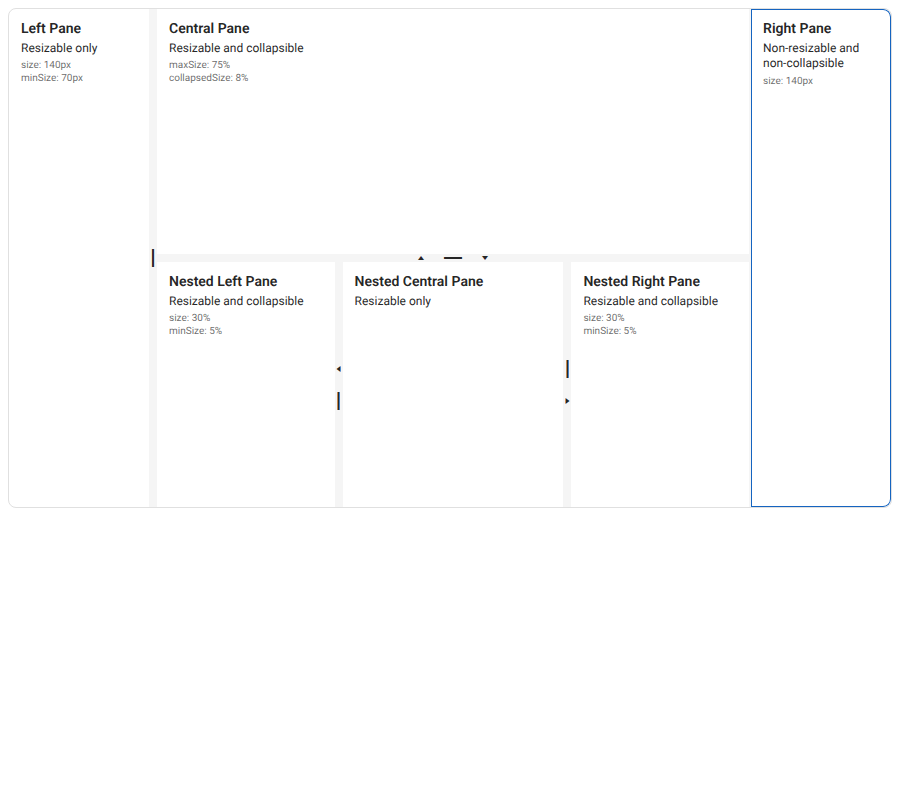 Left Pane
Resizable only
size: 140px
minSize: 70px
Central Pane
Resizable and collapsible
maxSize: 75%
collapsedSize: 8%
Right Pane
Non-resizable and
non-collapsible
size: 140px
Nested Left Pane
Resizable and collapsible
size: 30%
minSize: 5%
Nested Central Pane
Resizable only
Nested Right Pane
Resizable and collapsible
size: 30%
minSize: 5%